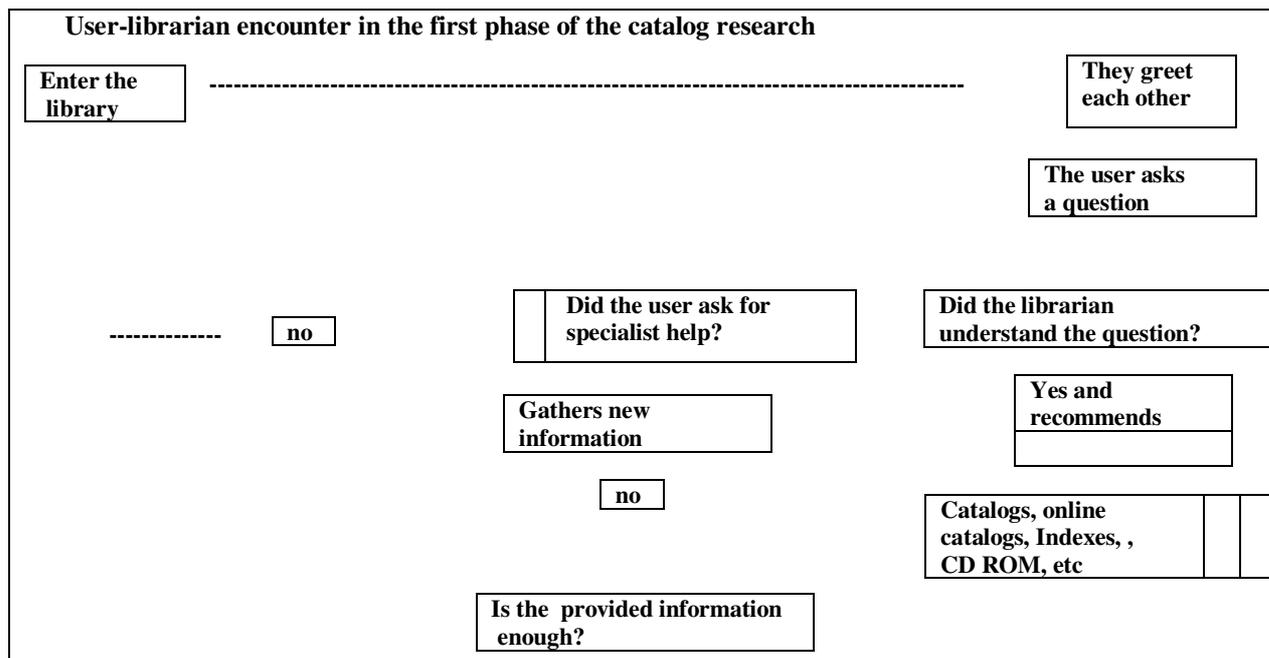 User-librarian encounter in the first phase of the catalog research
Enter the
library
--------------------------------------------------------------------------------------------
They greet
each other
The user asks
a question
--------------
no
Did the user ask for
specialist help?
Did the librarian
understand the question?
Gathers new
information
Yes and
recommends
no
Catalogs, online
catalogs, Indexes, ,
CD ROM, etc
Is the provided information
enough?